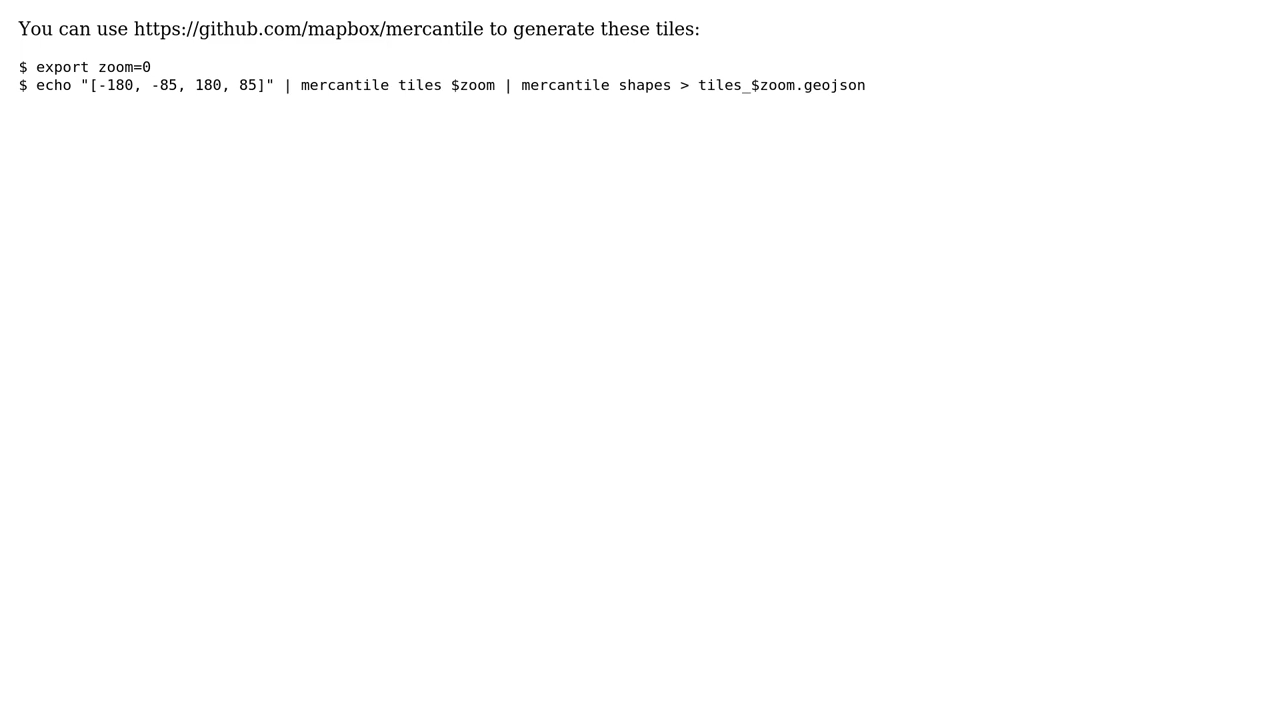 You can use https://github.com/mapbox/mercantile to generate these tiles:
$ export zoom=0
$ echo "[-180, -85, 180, 85]" | mercantile tiles $zoom | mercantile shapes > tiles_$zoom.geojson